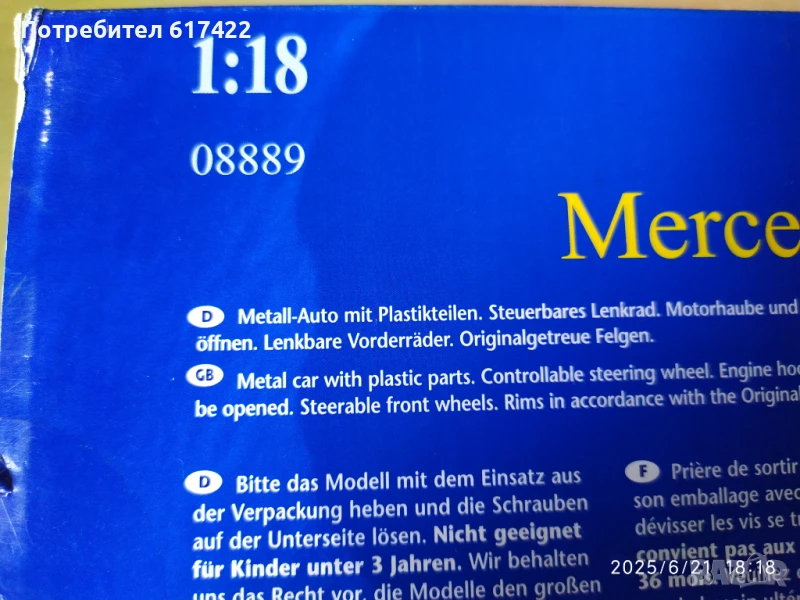 Потребител 617422
1:18
08889
Merce
D Metall-Auto mit Plastikteilen. Steuerbares Lenkrad. Motorhaube und
öffnen. Lenkbare Vorderräder. Originalgetreue Felgen.
GB Metal car with plastic parts. Controllable steering wheel. Engine hoo
be opened. Steerable front wheels. Rims in accordance with the Origina
D Bitte das Modell mit dem Einsatz aus
der Verpackung heben und die Schrauben
auf der Unterseite lösen. Nicht geeignet
für Kinder unter 3 Jahren. Wir behalten
uns das Recht vor, die Modelle den großen
F Prière de sortir
son emballage avec
dévisser les vis se t
convient pas aux
36 mois
2025/6/21 18:18